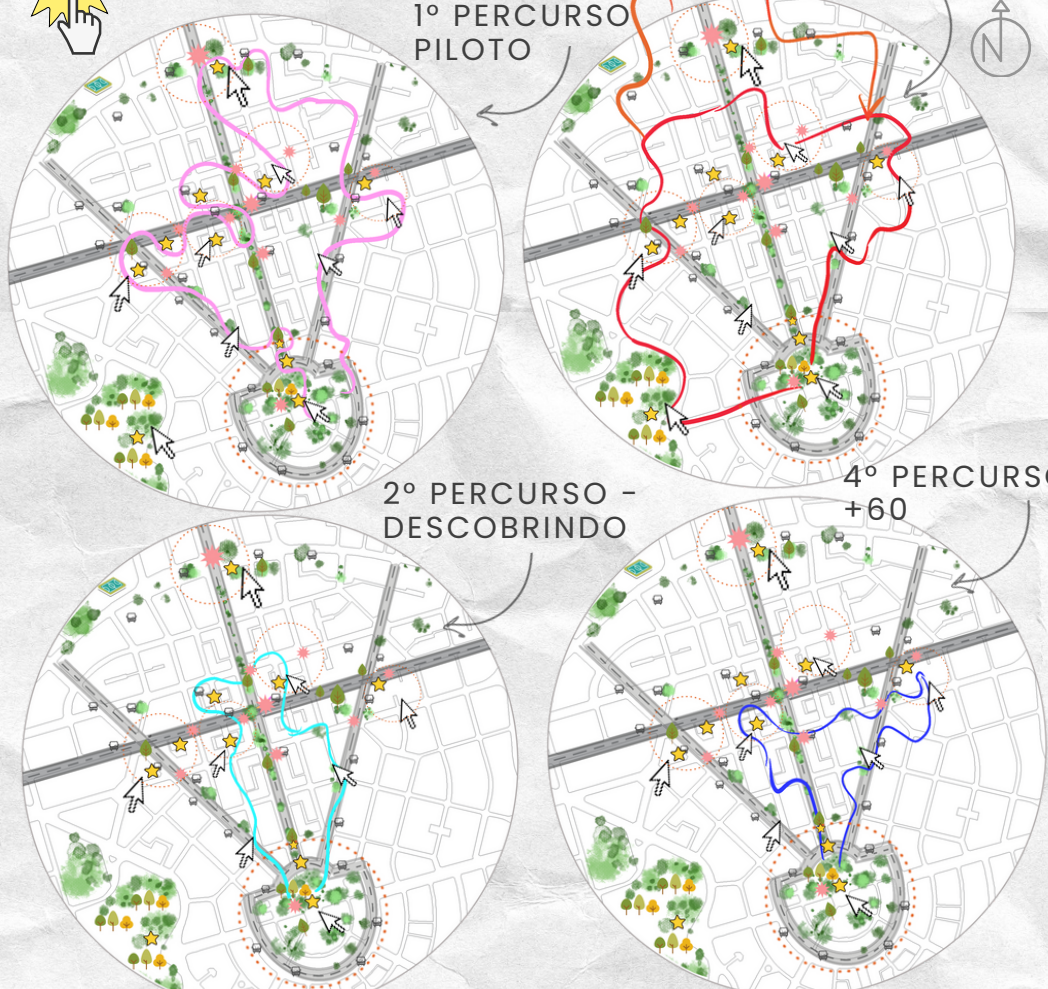 1º PERCURSO
PILOTO
N
2º PERCURSO -
DESCOBRINDO
4º PERCURSO
+60